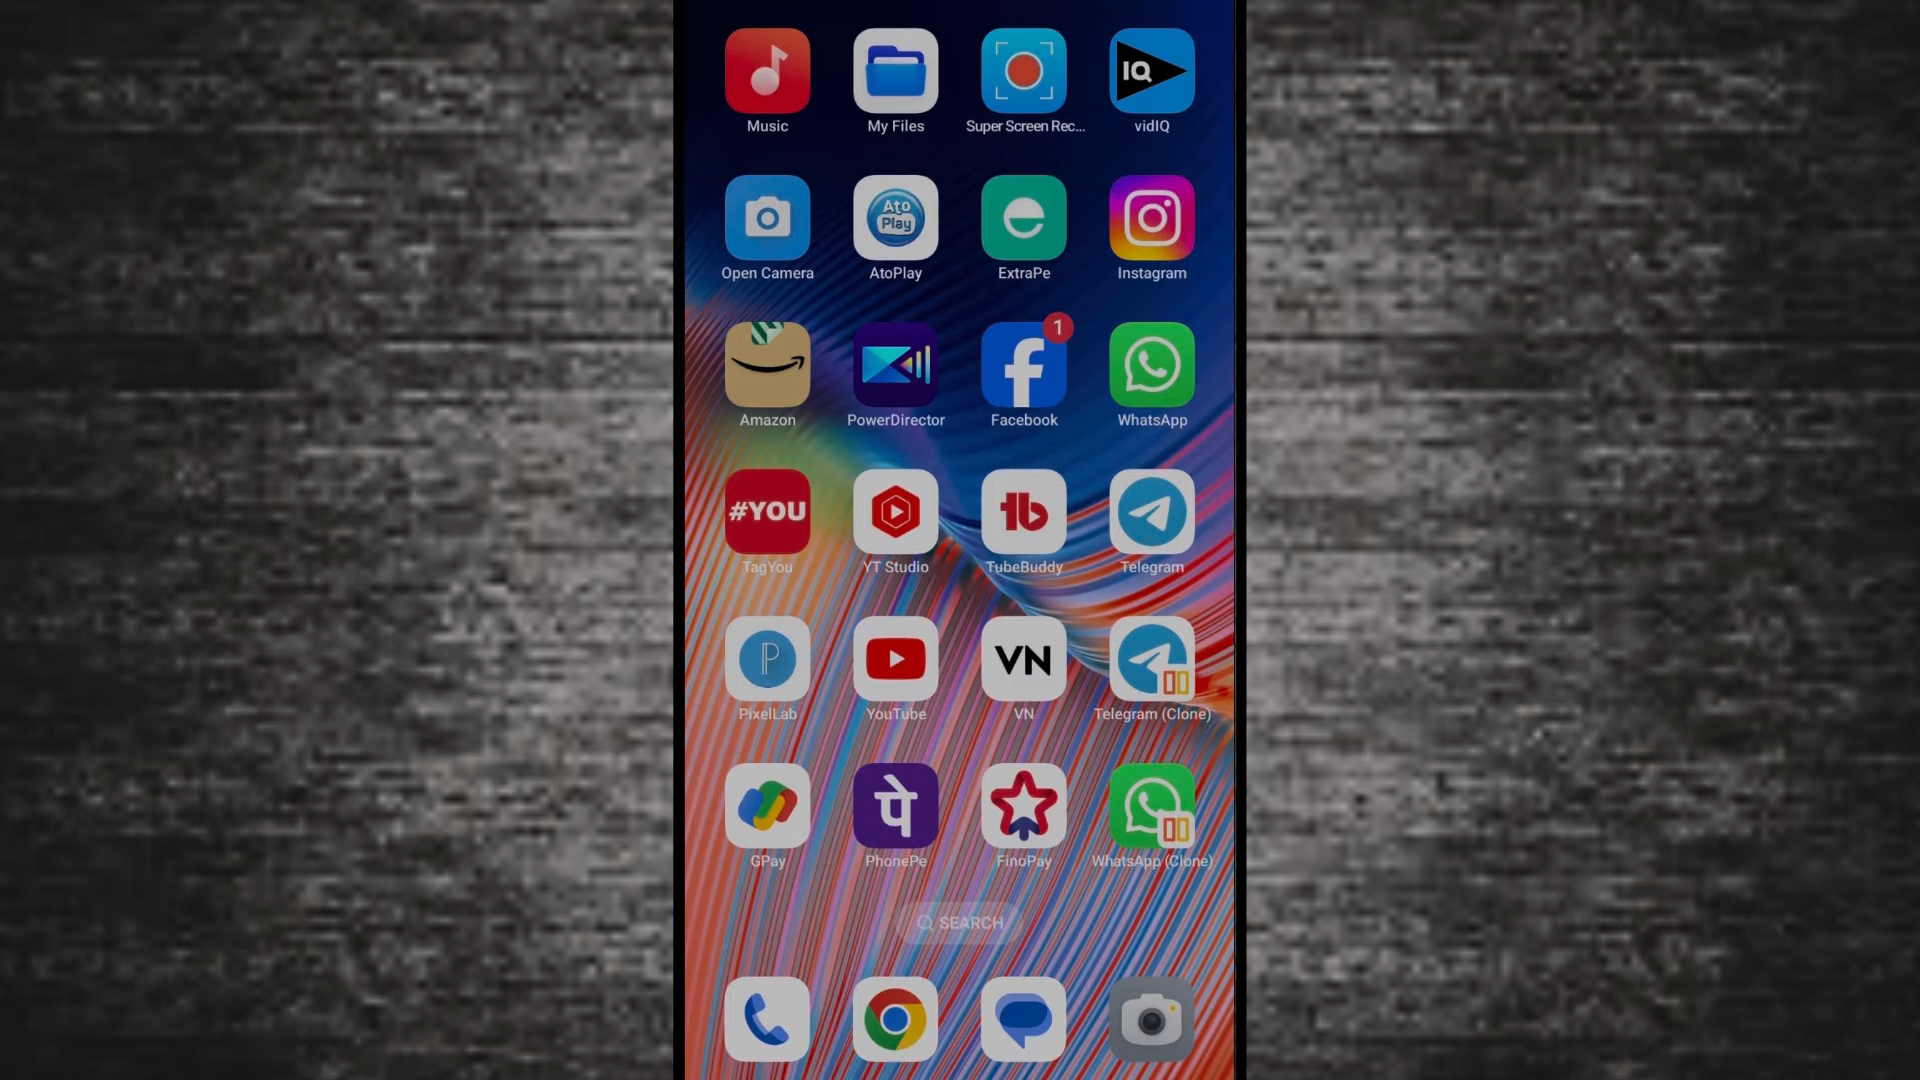 Music My Files Super Screen Rec... vidIQ
IQ
Ato
Play
Open Camera AtoPlay ExtraPe Instagram
1
Amazon PowerDirector Facebook WhatsApp
#YOU
TagYou YT Studio TubeBuddy Telegram
P VN
PixelLab YouTube VN Telegram (Clone)
पे
GPay PhonePe FinoPay WhatsApp (Clone)
SEARCH